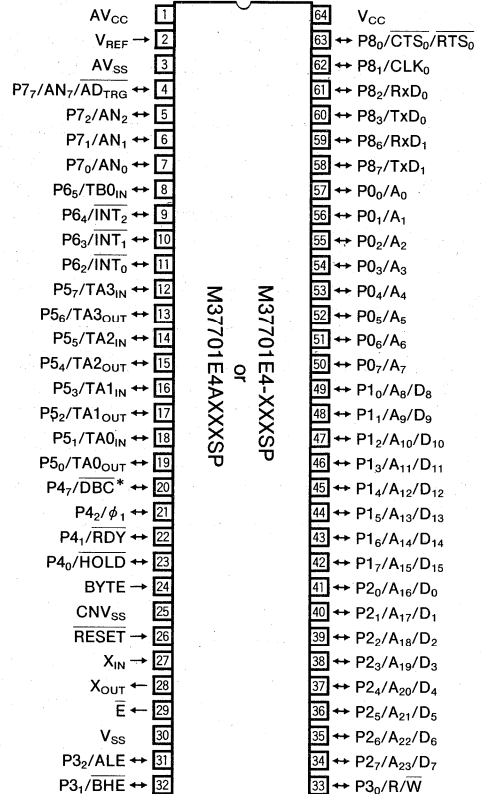 AVCC 1
VREF → 2
AVSS 3
P77/AN7/ADTRG ↔ 4
P72/AN2 ↔ 5
P71/AN1 ↔ 6
P70/AN0 ↔ 7
P65/TB0IN ↔ 8
P64/INT2 ↔ 9
P63/INT1 ↔ 10
P62/INT0 ↔ 11
P57/TA3IN ↔ 12
P56/TA3OUT ↔ 13
P55/TA2IN ↔ 14
P54/TA2OUT ↔ 15
P53/TA1IN ↔ 16
P52/TA1OUT ↔ 17
P51/TA0IN ↔ 18
P50/TA0OUT ↔ 19
P47/DBC* ↔ 20
P42/ϕ1 ↔ 21
P41/RDY ↔ 22
P40/HOLD ↔ 23
BYTE → 24
CNVSS 25
RESET → 26
XIN → 27
XOUT ← 28
E ← 29
VSS 30
P32/ALE ↔ 31
P31/BHE ↔ 32
M37701E4-XXXSP
or
M37701E4AXXXSP
64 VCC
63 ↔ P80/CTS0/RTS0
62 ↔ P81/CLK0
61 ↔ P82/RxD0
60 ↔ P83/TxD0
59 ↔ P86/RxD1
58 ↔ P87/TxD1
57 ↔ P00/A0
56 ↔ P01/A1
55 ↔ P02/A2
54 ↔ P03/A3
53 ↔ P04/A4
52 ↔ P05/A5
51 ↔ P06/A6
50 ↔ P07/A7
49 ↔ P10/A8/D8
48 ↔ P11/A9/D9
47 ↔ P12/A10/D10
46 ↔ P13/A11/D11
45 ↔ P14/A12/D12
44 ↔ P15/A13/D13
43 ↔ P16/A14/D14
42 ↔ P17/A15/D15
41 ↔ P20/A16/D0
40 ↔ P21/A17/D1
39 ↔ P22/A18/D2
38 ↔ P23/A19/D3
37 ↔ P24/A20/D4
36 ↔ P25/A21/D5
35 ↔ P26/A22/D6
34 ↔ P27/A23/D7
33 ↔ P30/R/W